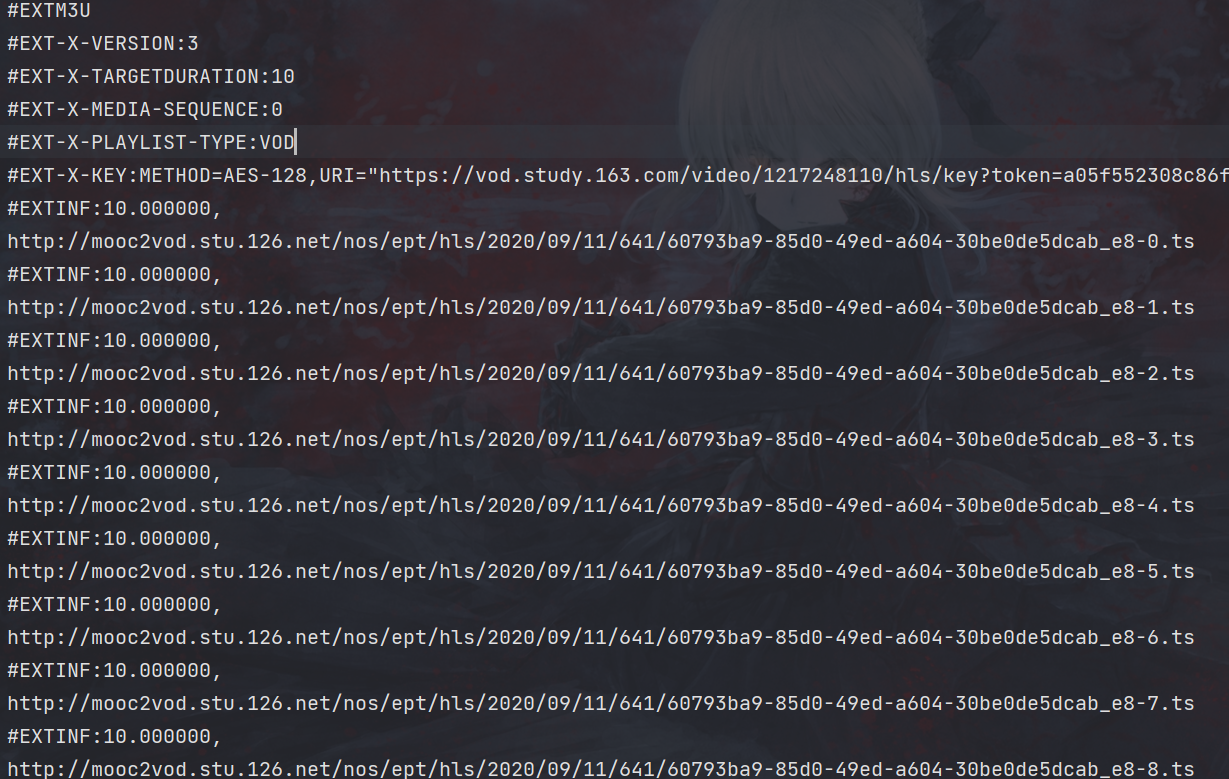 #EXTM3U
#EXT-X-VERSION:3
#EXT-X-TARGETDURATION:10
#EXT-X-MEDIA-SEQUENCE:0
#EXT-X-PLAYLIST-TYPE:VOD
#EXT-X-KEY:METHOD=AES-128,URI="https://vod.study.163.com/video/1217248110/hls/key?token=a05f552308c86f
#EXTINF:10.000000,
http://mooc2vod.stu.126.net/nos/ept/hls/2020/09/11/641/60793ba9-85d0-49ed-a604-30be0de5dcab_e8-0.ts
#EXTINF:10.000000,
http://mooc2vod.stu.126.net/nos/ept/hls/2020/09/11/641/60793ba9-85d0-49ed-a604-30be0de5dcab_e8-1.ts
#EXTINF:10.000000,
http://mooc2vod.stu.126.net/nos/ept/hls/2020/09/11/641/60793ba9-85d0-49ed-a604-30be0de5dcab_e8-2.ts
#EXTINF:10.000000,
http://mooc2vod.stu.126.net/nos/ept/hls/2020/09/11/641/60793ba9-85d0-49ed-a604-30be0de5dcab_e8-3.ts
#EXTINF:10.000000,
http://mooc2vod.stu.126.net/nos/ept/hls/2020/09/11/641/60793ba9-85d0-49ed-a604-30be0de5dcab_e8-4.ts
#EXTINF:10.000000,
http://mooc2vod.stu.126.net/nos/ept/hls/2020/09/11/641/60793ba9-85d0-49ed-a604-30be0de5dcab_e8-5.ts
#EXTINF:10.000000,
http://mooc2vod.stu.126.net/nos/ept/hls/2020/09/11/641/60793ba9-85d0-49ed-a604-30be0de5dcab_e8-6.ts
#EXTINF:10.000000,
http://mooc2vod.stu.126.net/nos/ept/hls/2020/09/11/641/60793ba9-85d0-49ed-a604-30be0de5dcab_e8-7.ts
#EXTINF:10.000000,
http://mooc2vod.stu.126.net/nos/ept/hls/2020/09/11/641/60793ba9-85d0-49ed-a604-30be0de5dcab_e8-8.ts